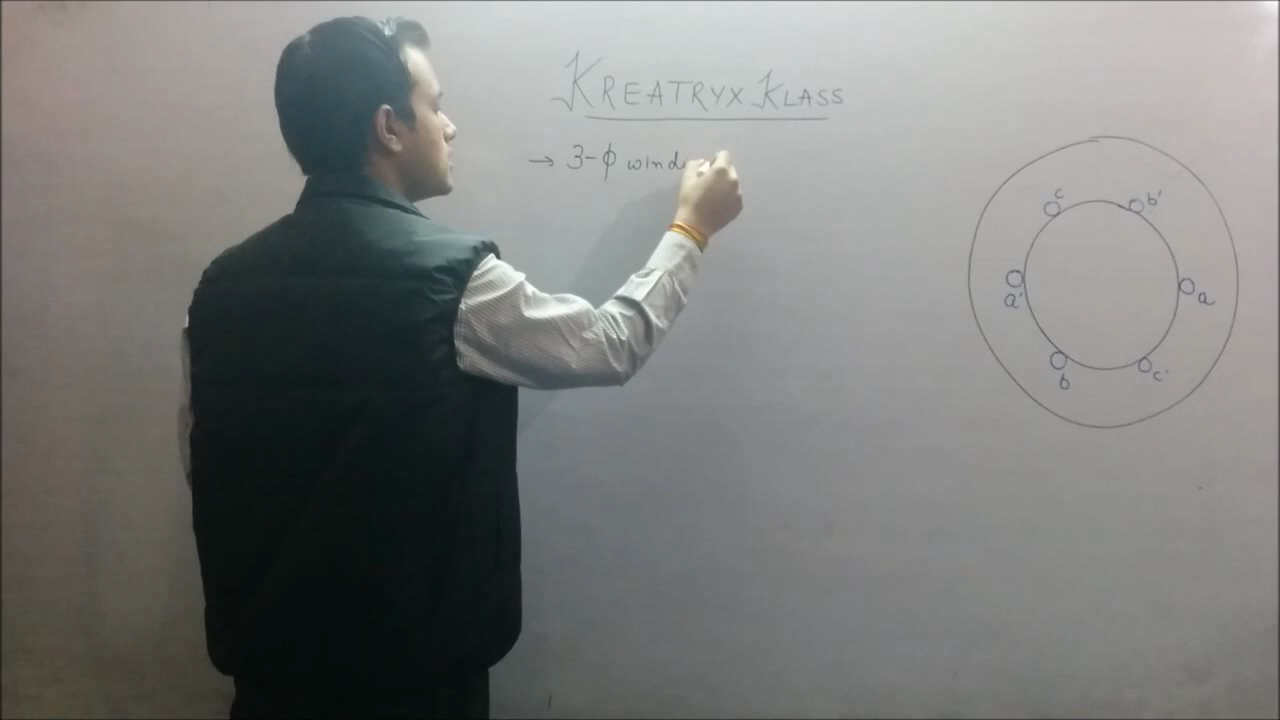 KREATRYX KLASS
→ 3-ϕ wind
c b'
a' a
b c'